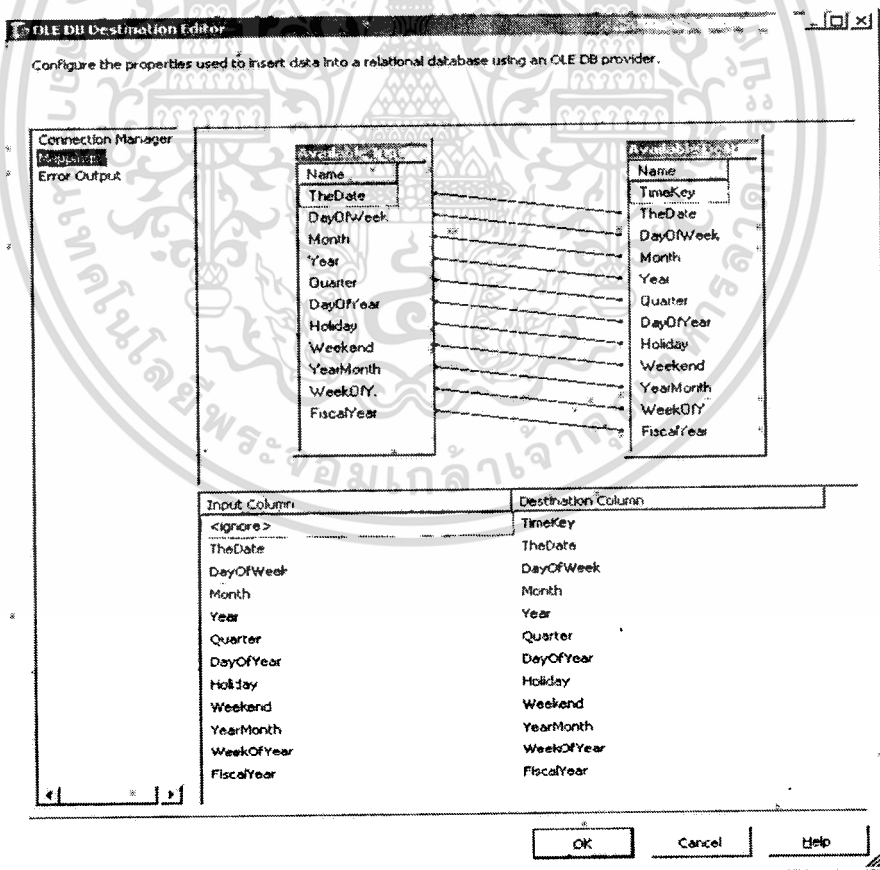 OLE DB Destination Editor
Configure the properties used to insert data into a relational database using an OLE DB provider.
Connection Manager
Mappings
Error Output
Name
TheDate
DayOfWeek
Month
Year
Quarter
DayOfYear
Holiday
Weekend
YearMonth
WeekOfY.
FiscalYear
Name
TimeKey
TheDate
DayOfWeek
Month
Year
Quarter
DayOfYear
Holiday
Weekend
YearMonth
WeekOfY
FiscalYear
Input Column Destination Column
<ignore> TimeKey
TheDate TheDate
DayOfWeek DayOfWeek
Month Month
Year Year
Quarter Quarter
DayOfYear DayOfYear
Holiday Holiday
Weekend Weekend
YearMonth YearMonth
WeekOfYear WeekOfYear
FiscalYear FiscalYear
OK Cancel Help